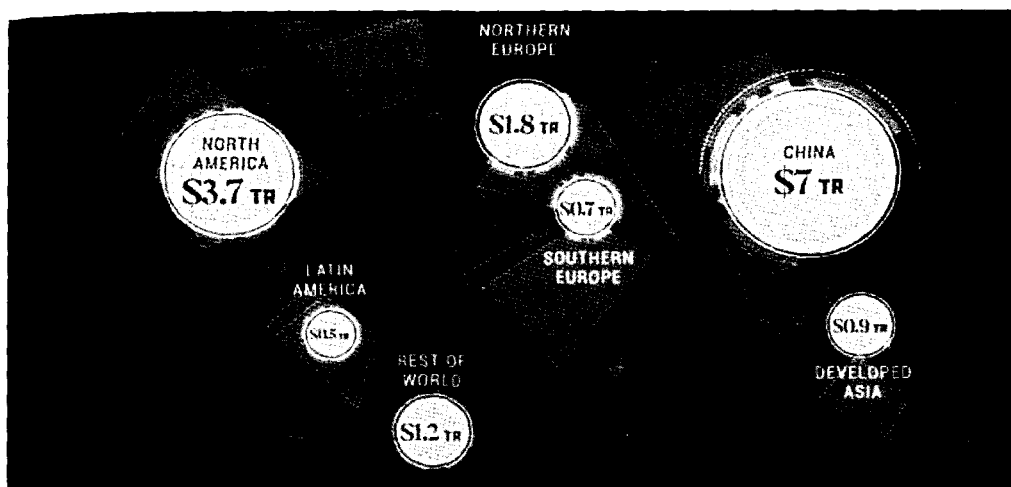 NORTHERN
EUROPE
$1.8 TR
NORTH
AMERICA
$3.7 TR
CHINA
$7 TR
$0.7 TR
SOUTHERN
EUROPE
LATIN
AMERICA
$0.5 TR
$0.9 TR
DEVELOPED
ASIA
REST OF
WORLD
$1.2 TR